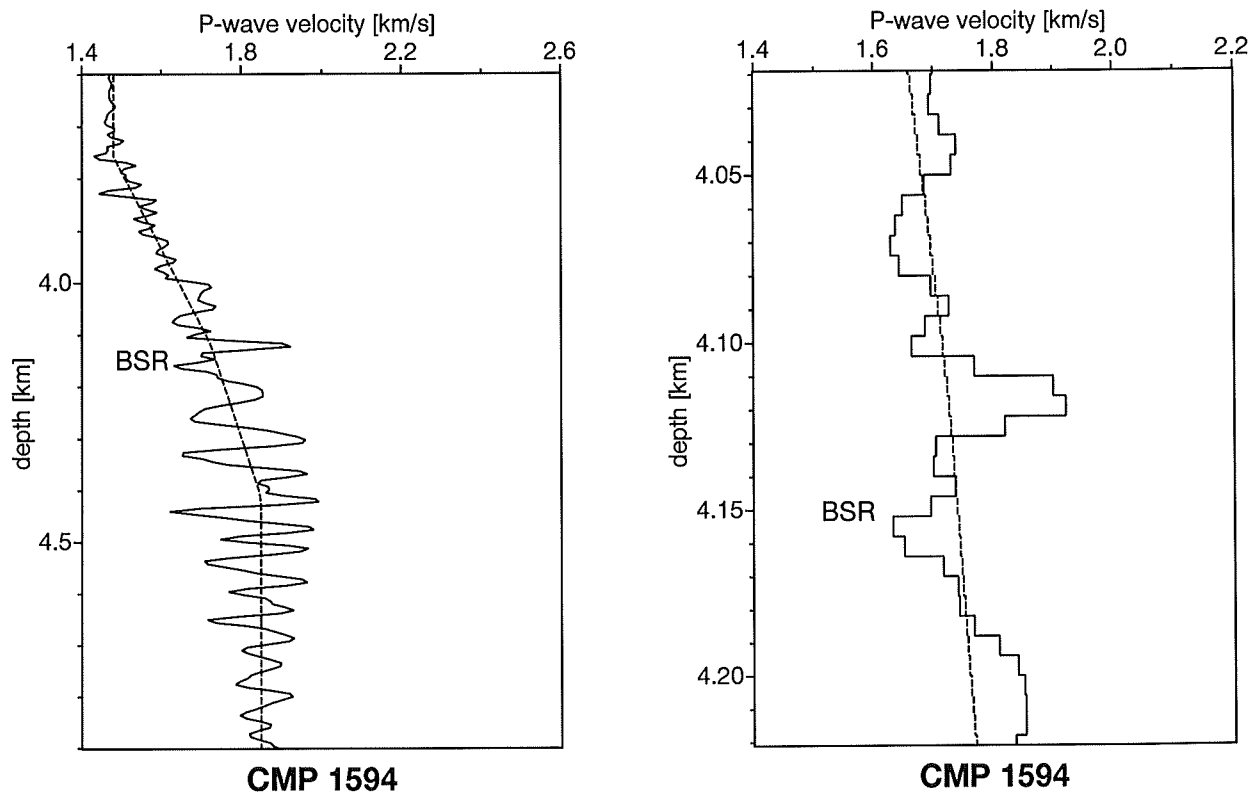 P-wave velocity [km/s]
1.4 1.8 2.2 2.6
4.0
BSR
depth [km]
4.5
CMP 1594
P-wave velocity [km/s]
1.4 1.6 1.8 2.0 2.2
4.05
4.10
depth [km]
4.15
BSR
4.20
CMP 1594